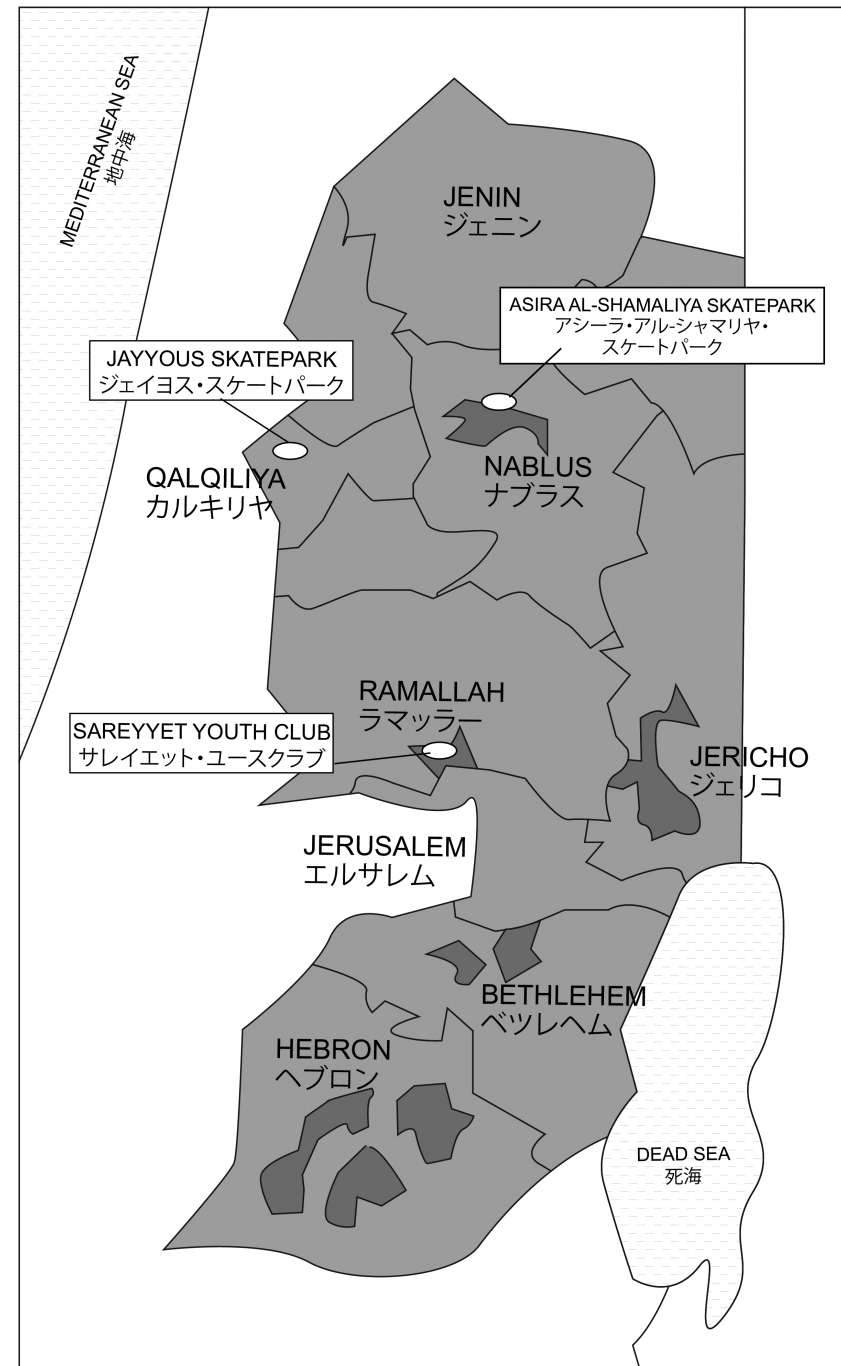 MEDITERRANEAN SEA
地中海
JENIN
ジェニン
ASIRA AL-SHAMALIYA SKATEPARK
アシーラ・アル-シャマリヤ・
スケートパーク
JAYYOUS SKATEPARK
ジェイヨス・スケートパーク
QALQILIYA
カルキリヤ
NABLUS
ナブラス
RAMALLAH
ラマッラー
SAREYYET YOUTH CLUB
サレイエット・ユースクラブ
JERICHO
ジェリコ
JERUSALEM
エルサレム
BETHLEHEM
ベツレヘム
HEBRON
ヘブロン
DEAD SEA
死海